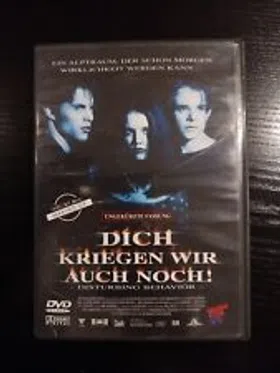 EIN ALPTRAUM, DER SCHON MORGEN
WIRKLICHKEIT WERDEN KANN
UNGEKÜRZTE FASSUNG
DICH
KRIEGEN WIR
AUCH NOCH!
DISTURBING BEHAVIOR
DVD